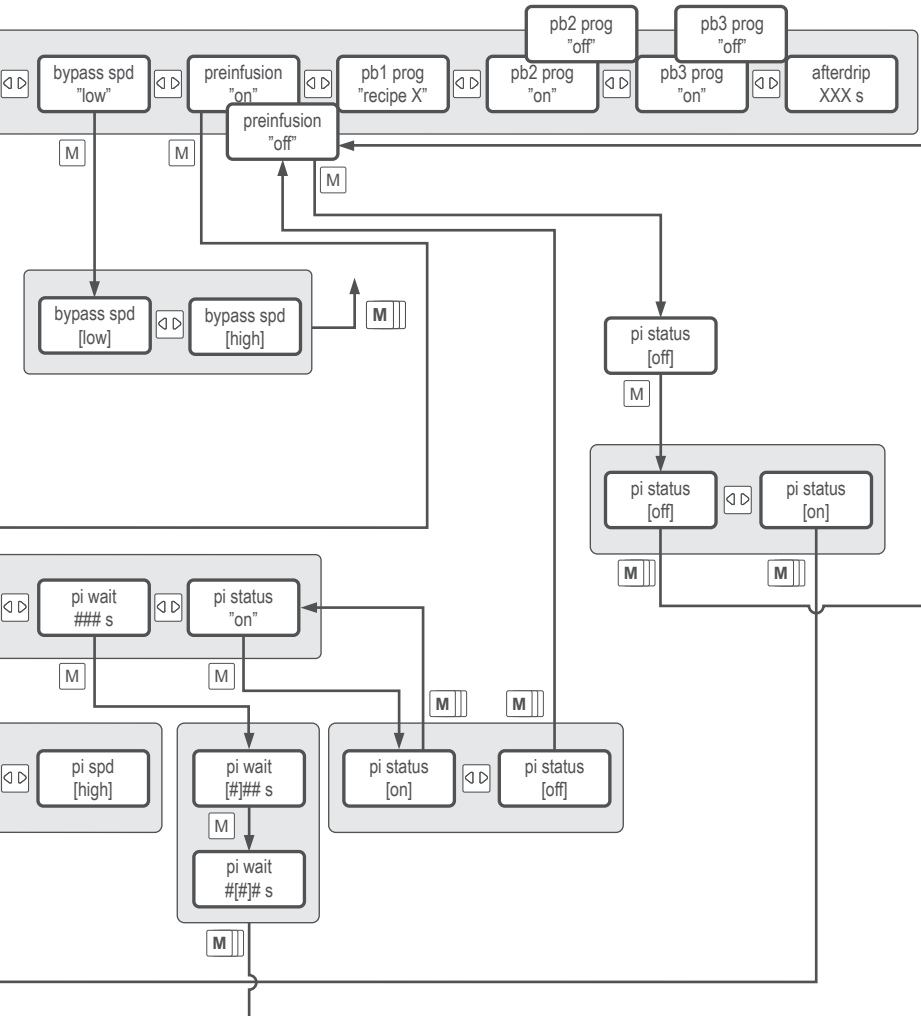 pb2 prog
"off"
pb3 prog
"off"
bypass spd
"low"
preinfusion
"on"
pb1 prog
"recipe X"
pb2 prog
"on"
pb3 prog
"on"
afterdrip
XXX s
preinfusion
"off"
M
M
M
bypass spd
[low]
bypass spd
[high]
M
pi status
[off]
M
pi status
[off]
pi status
[on]
M
M
pi wait
### s
pi status
"on"
M
M
M
M
pi spd
[high]
pi wait
[#]## s
pi status
[on]
pi status
[off]
M
pi wait
#[#]# s
M